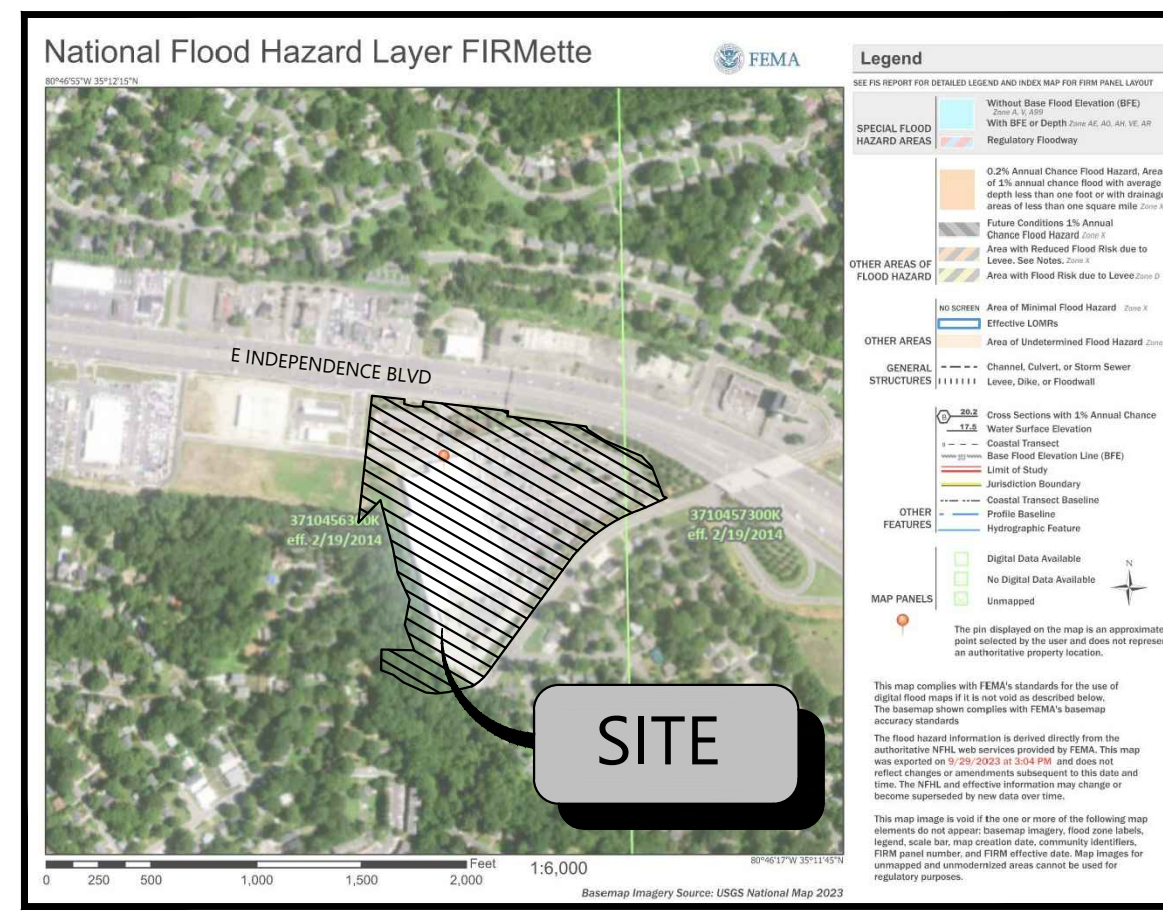 National Flood Hazard Layer FIRMette
FEMA
80°46'55"W 35°12'15"N
E INDEPENDENCE BLVD
3710456300K
eff. 2/19/2014
3710457300K
eff. 2/19/2014
SITE
80°46'17"W 35°11'45"N
Feet
1:6,000
0 250 500 1,000 1,500 2,000
Basemap Imagery Source: USGS National Map 2023
Legend
SEE FIS REPORT FOR DETAILED LEGEND AND INDEX MAP FOR FIRM PANEL LAYOUT
SPECIAL FLOOD
HAZARD AREAS
Without Base Flood Elevation (BFE)
Zone A, V, A99
With BFE or Depth Zone AE, AO, AH, VE, AR
Regulatory Floodway
OTHER AREAS OF
FLOOD HAZARD
0.2% Annual Chance Flood Hazard, Area
of 1% annual chance flood with average
depth less than one foot or with drainage
areas of less than one square mile Zone X
Future Conditions 1% Annual
Chance Flood Hazard Zone X
Area with Reduced Flood Risk due to
Levee. See Notes. Zone X
Area with Flood Risk due to Levee Zone D
OTHER AREAS
NO SCREEN Area of Minimal Flood Hazard Zone X
Effective LOMRs
Area of Undetermined Flood Hazard Zone
GENERAL
STRUCTURES
Channel, Culvert, or Storm Sewer
Levee, Dike, or Floodwall
OTHER
FEATURES
B 20.2 Cross Sections with 1% Annual Chance
17.5 Water Surface Elevation
8 Coastal Transect
Base Flood Elevation Line (BFE)
Limit of Study
Jurisdiction Boundary
Coastal Transect Baseline
Profile Baseline
Hydrographic Feature
MAP PANELS
Digital Data Available
No Digital Data Available
Unmapped
N
The pin displayed on the map is an approximate
point selected by the user and does not represen
an authoritative property location.
This map complies with FEMA's standards for the use of
digital flood maps if it is not void as described below.
The basemap shown complies with FEMA's basemap
accuracy standards
The flood hazard information is derived directly from the
authoritative NFHL web services provided by FEMA. This map
was exported on 9/29/2023 at 3:04 PM and does not
reflect changes or amendments subsequent to this date and
time. The NFHL and effective information may change or
become superseded by new data over time.
This map image is void if the one or more of the following map
elements do not appear: basemap imagery, flood zone labels,
legend, scale bar, map creation date, community identifiers,
FIRM panel number, and FIRM effective date. Map images for
unmapped and unmodernized areas cannot be used for
regulatory purposes.